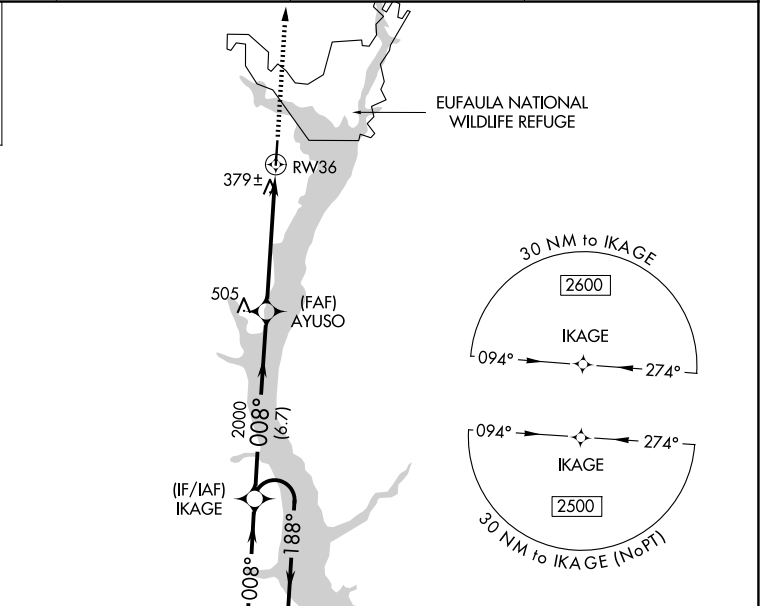 EUFAULA NATIONAL
WILDLIFE REFUGE
RW36
379±
505
(FAF)
AYUSO
2000
008°
(6.7)
(IF/IAF)
IKAGE
188°
008°
30 NM to IKAGE
2600
IKAGE
094°
274°
094°
274°
IKAGE
2500
30 NM to IKAGE (NoPT)